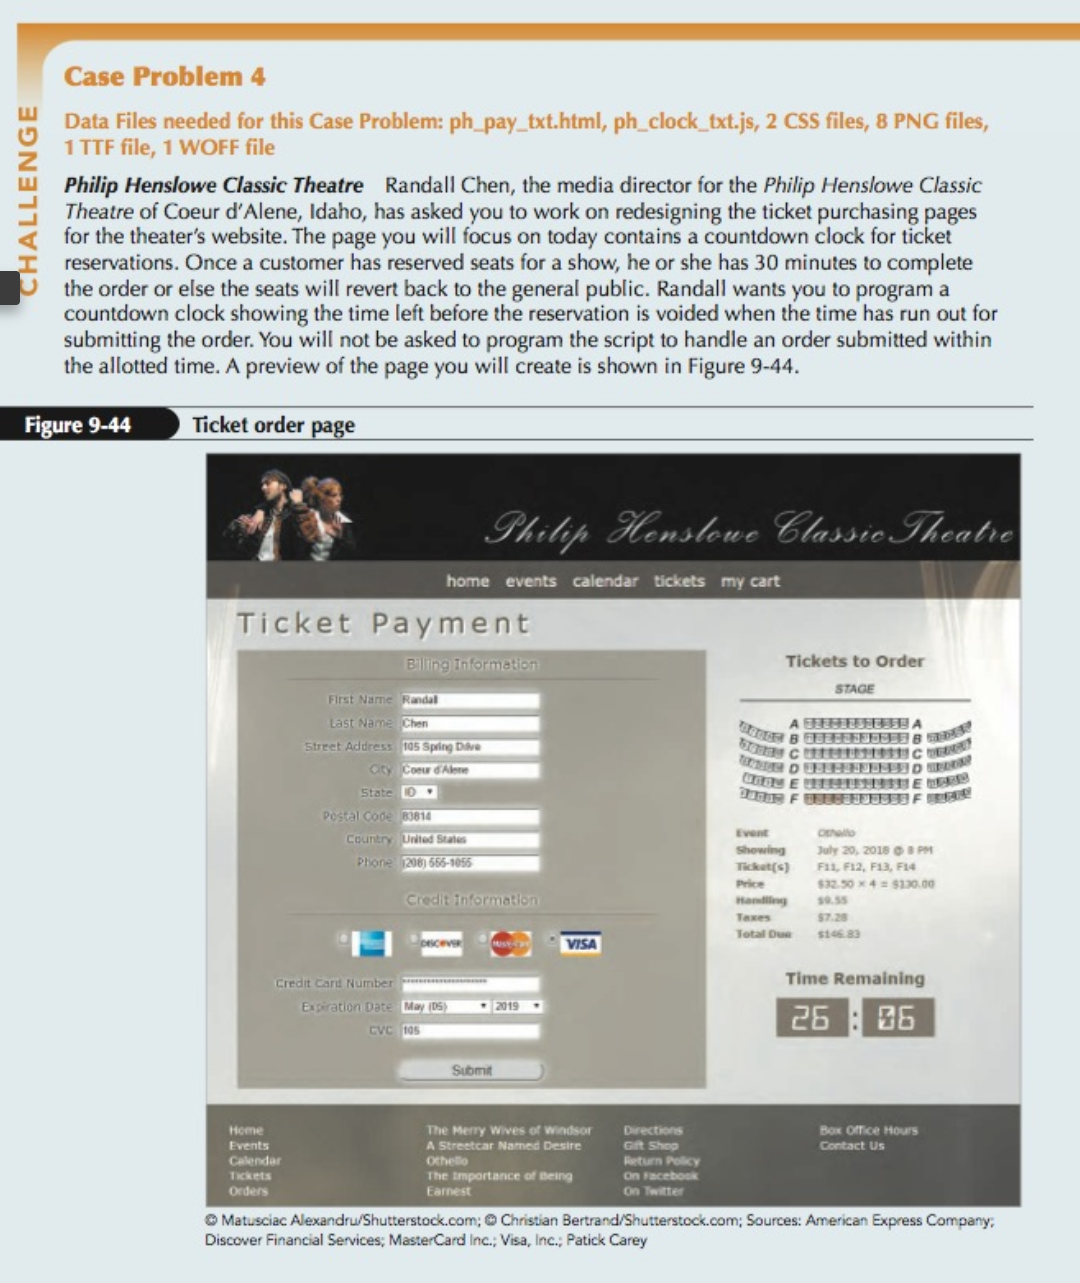 CHALLENGE
Case Problem 4
Data Files needed for this Case Problem: ph_pay_txt.html, ph_clock_txt.js, 2 CSS files, 8 PNG files,
1 TTF file, 1 WOFF file
Philip Henslowe Classic Theatre Randall Chen, the media director for the Philip Henslowe Classic
Theatre of Coeur d'Alene, Idaho, has asked you to work on redesigning the ticket purchasing pages
for the theater's website. The page you will focus on today contains a countdown clock for ticket
reservations. Once a customer has reserved seats for a show, he or she has 30 minutes to complete
the order or else the seats will revert back to the general public. Randall wants you to program a
countdown clock showing the time left before the reservation is voided when the time has run out for
submitting the order. You will not be asked to program the script to handle an order submitted within
the allotted time. A preview of the page you will create is shown in Figure 9-44.
Figure 9-44 Ticket order page
Philip Henslowe Classic Theatre
home events calendar tickets my cart
Ticket Payment
Billing Information
First Name Randall
Last Name Chen
Street Address 105 Spring Drive
City Coeur d'Alene
State ID
Postal Code 83814
Country United States
Phone (208) 555-1055
Credit Information
DISCOVER MasterCard VISA
Credit Card Number ********************
Expiration Date May (05) 2019
CVC 105
Submit
Tickets to Order
STAGE
A A
B B
C C
D D
E E
F F
Event Othello
Showing July 20, 2018 @ 8 PM
Ticket(s) F11, F12, F13, F14
Price $32.50 × 4 = $130.00
Handling $9.55
Taxes $7.28
Total Due $146.83
Time Remaining
26 : 06
Home
Events
Calendar
Tickets
Orders
The Merry Wives of Windsor
A Streetcar Named Desire
Othello
The Importance of Being
Earnest
Directions
Gift Shop
Return Policy
On Facebook
On Twitter
Box Office Hours
Contact Us
© Matusciac Alexandru/Shutterstock.com; © Christian Bertrand/Shutterstock.com; Sources: American Express Company;
Discover Financial Services; MasterCard Inc.; Visa, Inc.; Patick Carey